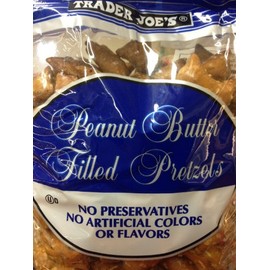 TRADER JOE'S®
Peanut Butter
Filled Pretzels
NO PRESERVATIVES
NO ARTIFICIAL COLORS
OR FLAVORS